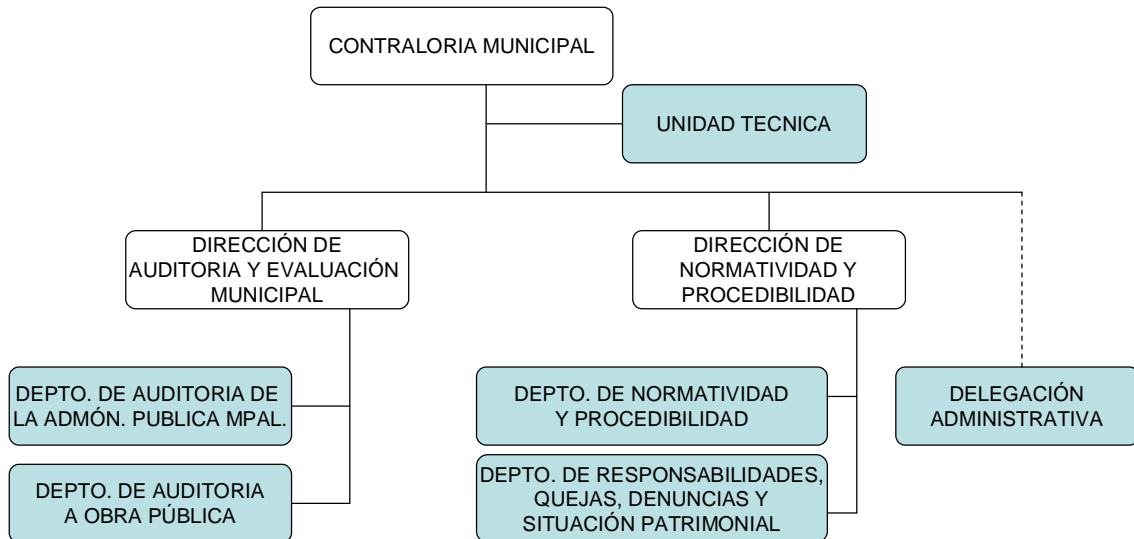 CONTRALORIA MUNICIPAL
UNIDAD TECNICA
DIRECCIÓN DE
AUDITORIA Y EVALUACIÓN
MUNICIPAL
DIRECCIÓN DE
NORMATIVIDAD Y
PROCEDIBILIDAD
DEPTO. DE AUDITORIA DE
LA ADMÓN. PUBLICA MPAL.
DEPTO. DE NORMATIVIDAD
Y PROCEDIBILIDAD
DELEGACIÓN
ADMINISTRATIVA
DEPTO. DE AUDITORIA
A OBRA PÚBLICA
DEPTO. DE RESPONSABILIDADES,
QUEJAS, DENUNCIAS Y
SITUACIÓN PATRIMONIAL